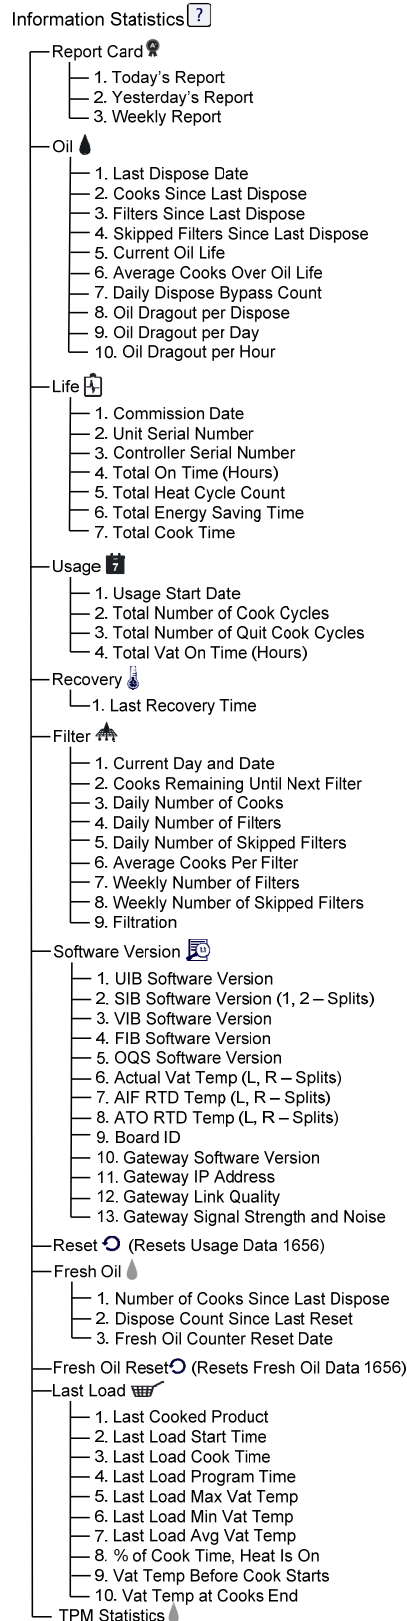 Information Statistics ?
Report Card
1. Today's Report
2. Yesterday's Report
3. Weekly Report
Oil
1. Last Dispose Date
2. Cooks Since Last Dispose
3. Filters Since Last Dispose
4. Skipped Filters Since Last Dispose
5. Current Oil Life
6. Average Cooks Over Oil Life
7. Daily Dispose Bypass Count
8. Oil Dragout per Dispose
9. Oil Dragout per Day
10. Oil Dragout per Hour
Life
1. Commission Date
2. Unit Serial Number
3. Controller Serial Number
4. Total On Time (Hours)
5. Total Heat Cycle Count
6. Total Energy Saving Time
7. Total Cook Time
Usage 7
1. Usage Start Date
2. Total Number of Cook Cycles
3. Total Number of Quit Cook Cycles
4. Total Vat On Time (Hours)
Recovery
1. Last Recovery Time
Filter
1. Current Day and Date
2. Cooks Remaining Until Next Filter
3. Daily Number of Cooks
4. Daily Number of Filters
5. Daily Number of Skipped Filters
6. Average Cooks Per Filter
7. Weekly Number of Filters
8. Weekly Number of Skipped Filters
9. Filtration
Software Version
1. UIB Software Version
2. SIB Software Version (1, 2 – Splits)
3. VIB Software Version
4. FIB Software Version
5. OQS Software Version
6. Actual Vat Temp (L, R – Splits)
7. AIF RTD Temp (L, R – Splits)
8. ATO RTD Temp (L, R – Splits)
9. Board ID
10. Gateway Software Version
11. Gateway IP Address
12. Gateway Link Quality
13. Gateway Signal Strength and Noise
Reset (Resets Usage Data 1656)
Fresh Oil
1. Number of Cooks Since Last Dispose
2. Dispose Count Since Last Reset
3. Fresh Oil Counter Reset Date
Fresh Oil Reset (Resets Fresh Oil Data 1656)
Last Load
1. Last Cooked Product
2. Last Load Start Time
3. Last Load Cook Time
4. Last Load Program Time
5. Last Load Max Vat Temp
6. Last Load Min Vat Temp
7. Last Load Avg Vat Temp
8. % of Cook Time, Heat Is On
9. Vat Temp Before Cook Starts
10. Vat Temp at Cooks End
TPM Statistics